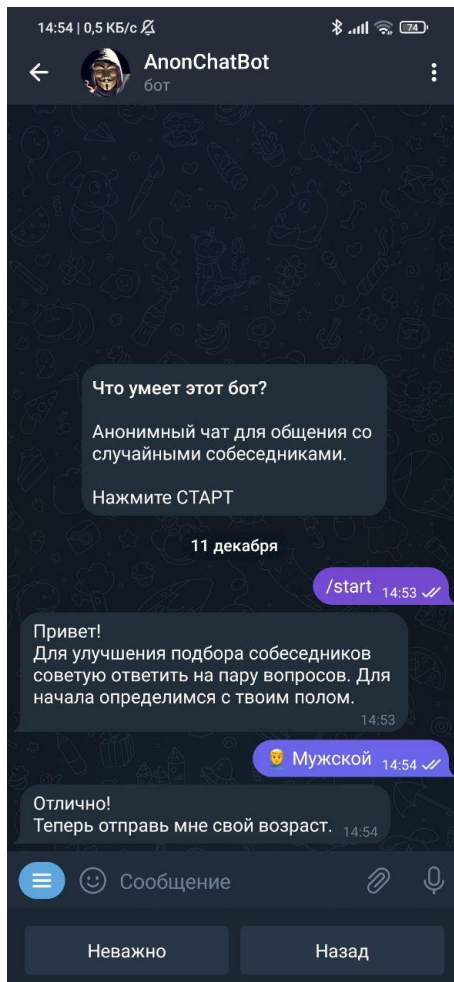 14:54 | 0,5 КБ/с
74
AnonChatBot
бот
Что умеет этот бот?
Анонимный чат для общения со
случайными собеседниками.
Нажмите СТАРТ
11 декабря
/start 14:53
Привет!
Для улучшения подбора собеседников
советую ответить на пару вопросов. Для
начала определимся с твоим полом.
14:53
Мужской 14:54
Отлично!
Теперь отправь мне свой возраст. 14:54
Сообщение
Неважно
Назад